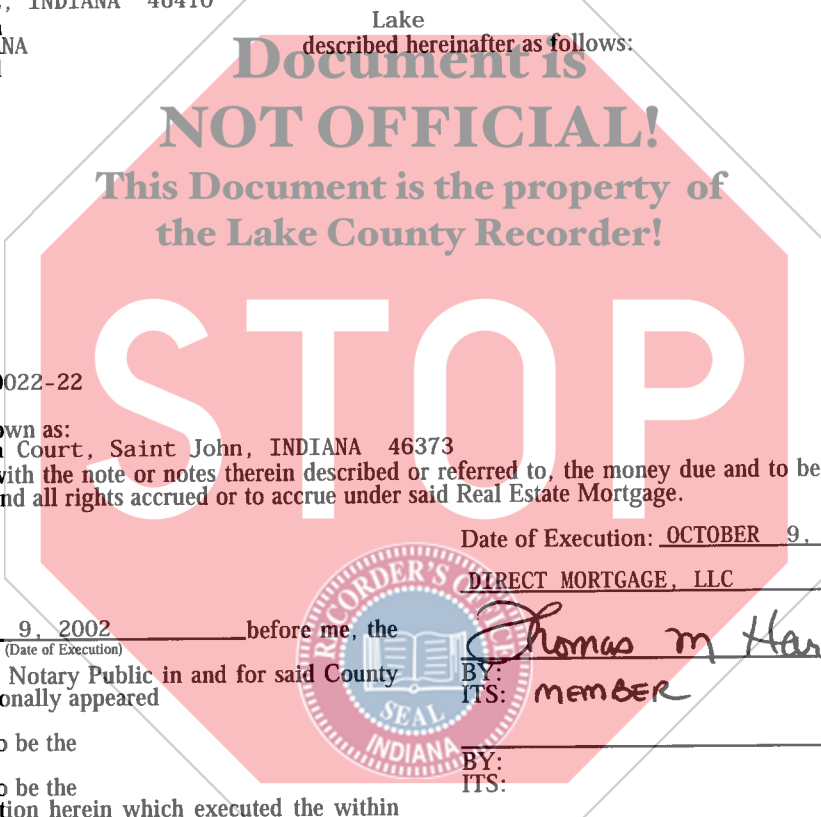 INDIANA 46410
Lake
described hereinafter as follows:
Document is
NOT OFFICIAL!
This Document is the property of
the Lake County Recorder!
STOP
0022-22
own as:
Court, Saint John, INDIANA 46373
with the note or notes therein described or referred to, the money due and to be
nd all rights accrued or to accrue under said Real Estate Mortgage.
Date of Execution: OCTOBER 9,
DIRECT MORTGAGE, LLC
9, 2002 before me, the
(Date of Execution)
Thomas M Har
Notary Public in and for said County
BY:
onally appeared
ITS: MEMBER
o be the
BY:
o be the
ITS:
tion herein which executed the within
RECORDER'S OFFICE
SEAL
INDIANA